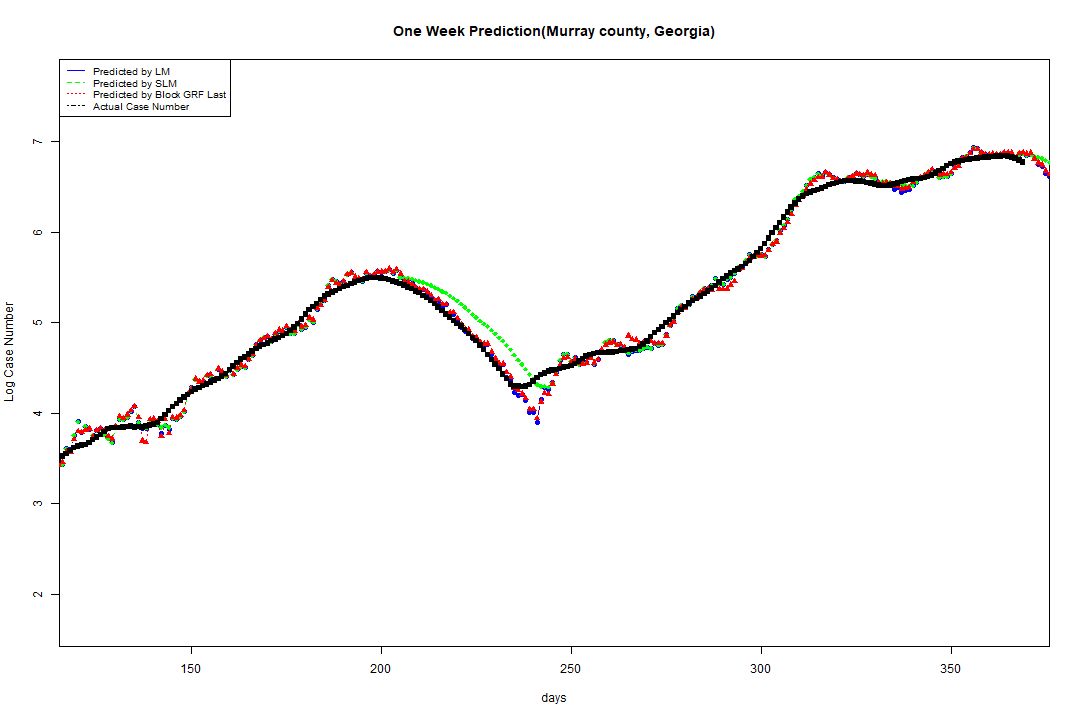 One Week Prediction(Murray county, Georgia)
Predicted by LM
Predicted by SLM
Predicted by Block GRF Last
Actual Case Number
7
6
5
4
3
2
Log Case Number
150 200 250 300 350
days